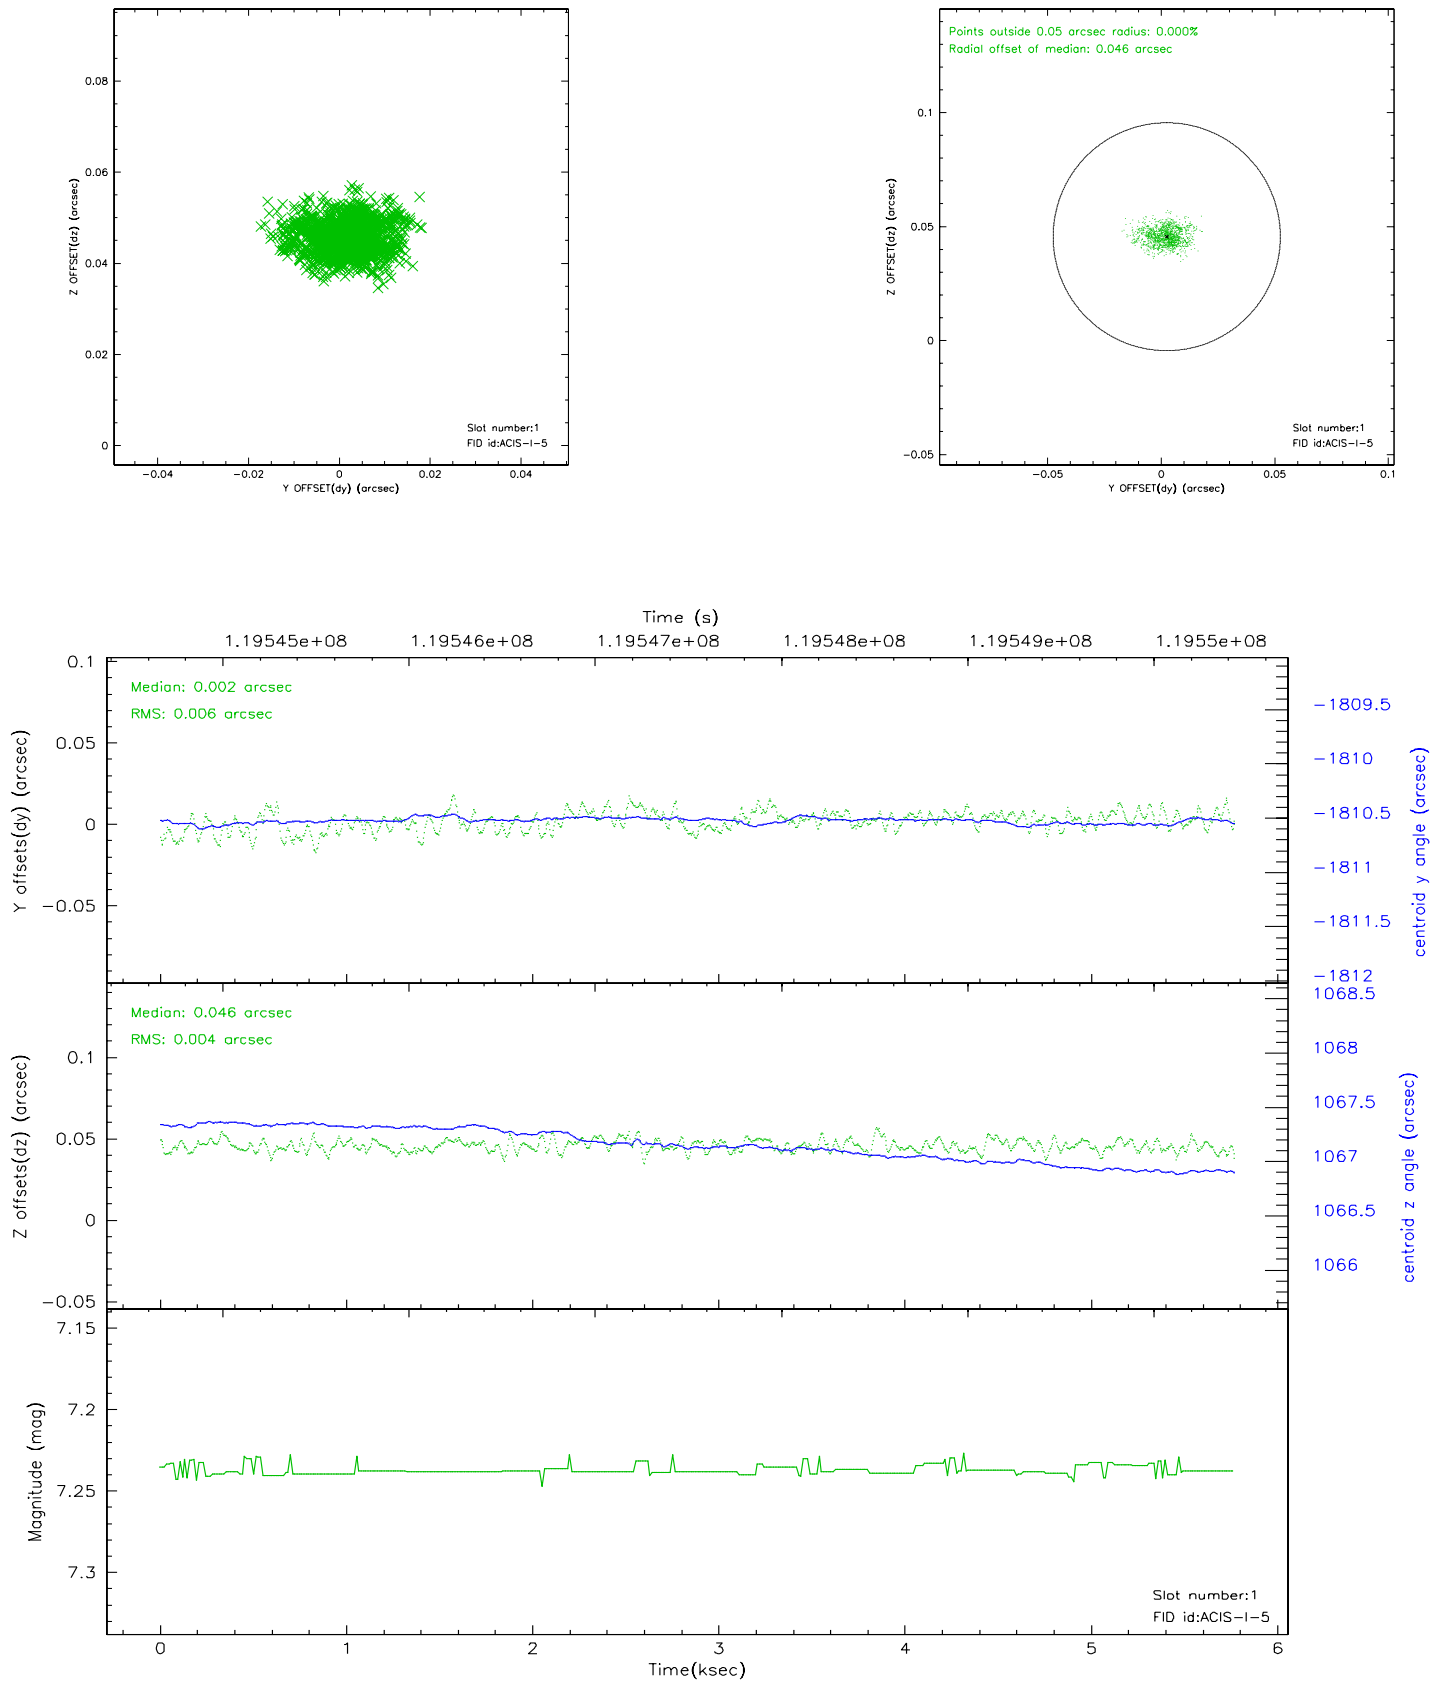 0.08
0.06
0.04
0.02
0
Z OFFSET(dz) (arcsec)
Slot number:1
FID id:ACIS-I-5
-0.04 -0.02 0 0.02 0.04
Y OFFSET(dy) (arcsec)
Points outside 0.05 arcsec radius: 0.000%
Radial offset of median: 0.046 arcsec
0.1
0.05
0
-0.05
Z OFFSET(dz) (arcsec)
Slot number:1
FID id:ACIS-I-5
-0.05 0 0.05 0.1
Y OFFSET(dy) (arcsec)
Time (s)
1.19545e+08 1.19546e+08 1.19547e+08 1.19548e+08 1.19549e+08 1.1955e+08
Median: 0.002 arcsec
RMS: 0.006 arcsec
0.1
0.05
0
-0.05
Y offsets(dy) (arcsec)
-1809.5
-1810
-1810.5
-1811
-1811.5
-1812
centroid y angle (arcsec)
Median: 0.046 arcsec
RMS: 0.004 arcsec
0.1
0.05
0
-0.05
Z offsets(dz) (arcsec)
1068.5
1068
1067.5
1067
1066.5
1066
centroid z angle (arcsec)
7.15
7.2
7.25
7.3
Magnitude (mag)
Slot number:1
FID id:ACIS-I-5
0 1 2 3 4 5 6
Time(ksec)